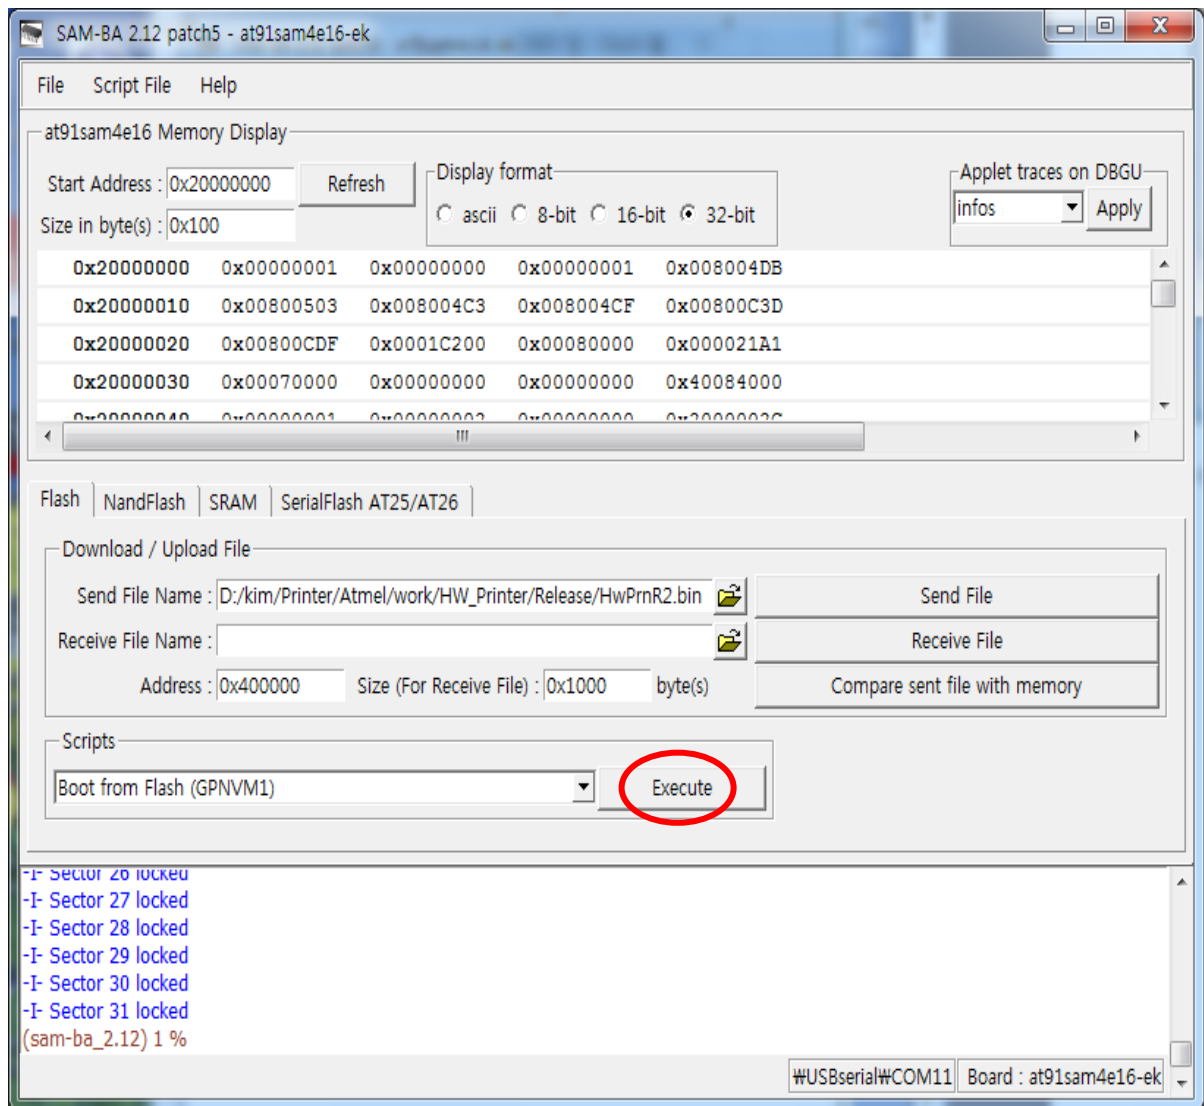 SAM-BA 2.12 patch5 - at91sam4e16-ek
File Script File Help
at91sam4e16 Memory Display
Start Address : 0x20000000 Refresh
Size in byte(s) : 0x100
Display format
ascii 8-bit 16-bit 32-bit
Applet traces on DBGU
infos Apply
0x20000000 0x00000001 0x00000000 0x00000001 0x008004DB
0x20000010 0x00800503 0x008004C3 0x008004CF 0x00800C3D
0x20000020 0x00800CDF 0x0001C200 0x00080000 0x000021A1
0x20000030 0x00070000 0x00000000 0x00000000 0x40084000
0x20000040 0x00000001 0x00000000
Flash NandFlash SRAM SerialFlash AT25/AT26
Download / Upload File
Send File Name : D:/kim/Printer/Atmel/work/HW_Printer/Release/HwPrnR2.bin Send File
Receive File Name : Receive File
Address : 0x400000 Size (For Receive File) : 0x1000 byte(s) Compare sent file with memory
Scripts
Boot from Flash (GPNVM1) Execute
-I- Sector 26 locked
-I- Sector 27 locked
-I- Sector 28 locked
-I- Sector 29 locked
-I- Sector 30 locked
-I- Sector 31 locked
(sam-ba_2.12) 1 %
₩USBserial₩COM11 Board : at91sam4e16-ek